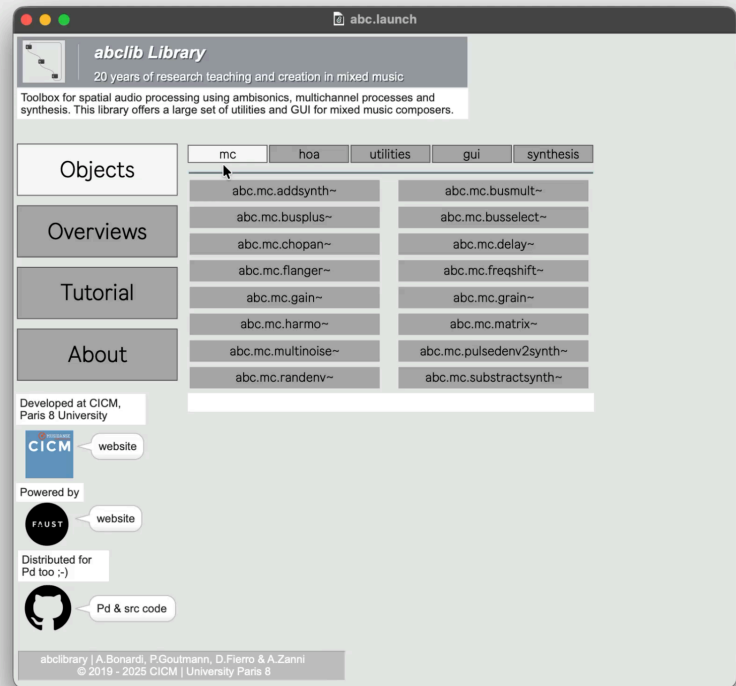 abc.launch
abclib Library
20 years of research teaching and creation in mixed music
Toolbox for spatial audio processing using ambisonics, multichannel processes and
synthesis. This library offers a large set of utilities and GUI for mixed music composers.
Objects
Overviews
Tutorial
About
mc hoa utilities gui synthesis
abc.mc.addsynth~ abc.mc.busmult~
abc.mc.busplus~ abc.mc.busselect~
abc.mc.chopan~ abc.mc.delay~
abc.mc.flanger~ abc.mc.freqshift~
abc.mc.gain~ abc.mc.grain~
abc.mc.harmo~ abc.mc.matrix~
abc.mc.multinoise~ abc.mc.pulsedenv2synth~
abc.mc.randenv~ abc.mc.substractsynth~
Developed at CICM,
Paris 8 University
CICM
website
Powered by
FAUST
website
Distributed for
Pd too ;-)
Pd & src code
abclibrary | A.Bonardi, P.Goutmann, D.Fierro & A.Zanni
© 2019 - 2025 CICM | University Paris 8